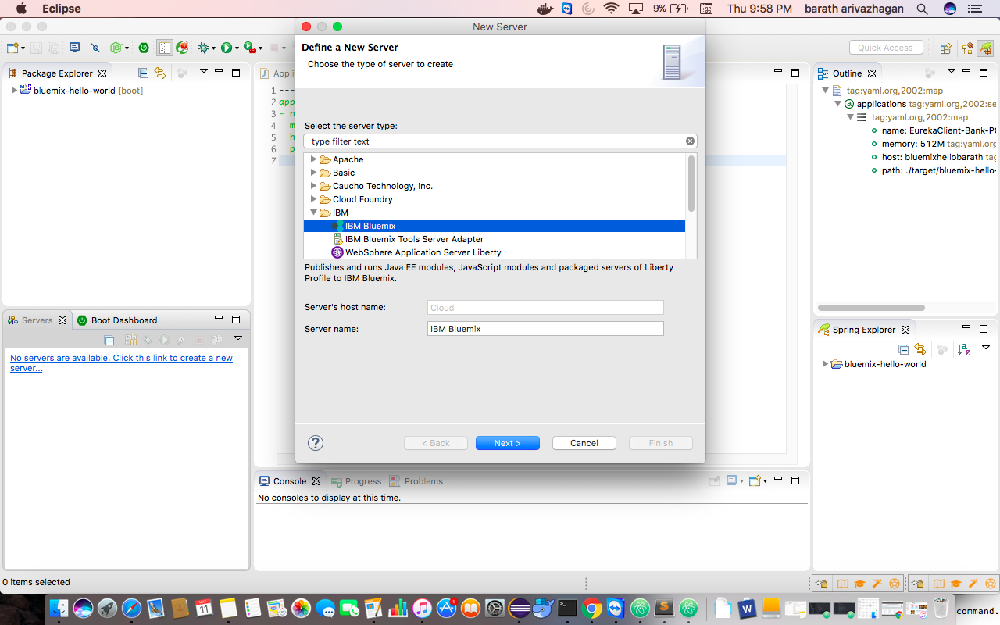 Eclipse
9%
Thu 9:58 PM
barath arivazhagan
New Server
Quick Access
Define a New Server
Choose the type of server to create
Package Explorer
bluemix-hello-world [boot]
Select the server type:
type filter text
Apache
Basic
Caucho Technology, Inc.
Cloud Foundry
IBM
IBM Bluemix
IBM Bluemix Tools Server Adapter
WebSphere Application Server Liberty
Publishes and runs Java EE modules, JavaScript modules and packaged servers of Liberty
Profile to IBM Bluemix.
Server's host name:
Cloud
Server name:
IBM Bluemix
< Back
Next >
Cancel
Finish
1 ---
2 app
3 - n
4 m
5 h
6 p
7
Outline
tag:yaml.org,2002:map
applications tag:yaml.org,2002:se
tag:yaml.org,2002:map
name: EurekaClient-Bank-P
memory: 512M tag:yaml.org
host: bluemixhellobarath tag
path: ./target/bluemix-hello-
Servers
Boot Dashboard
No servers are available. Click this link to create a new
server...
Spring Explorer
bluemix-hello-world
Console
Progress
Problems
No consoles to display at this time.
0 items selected
command.